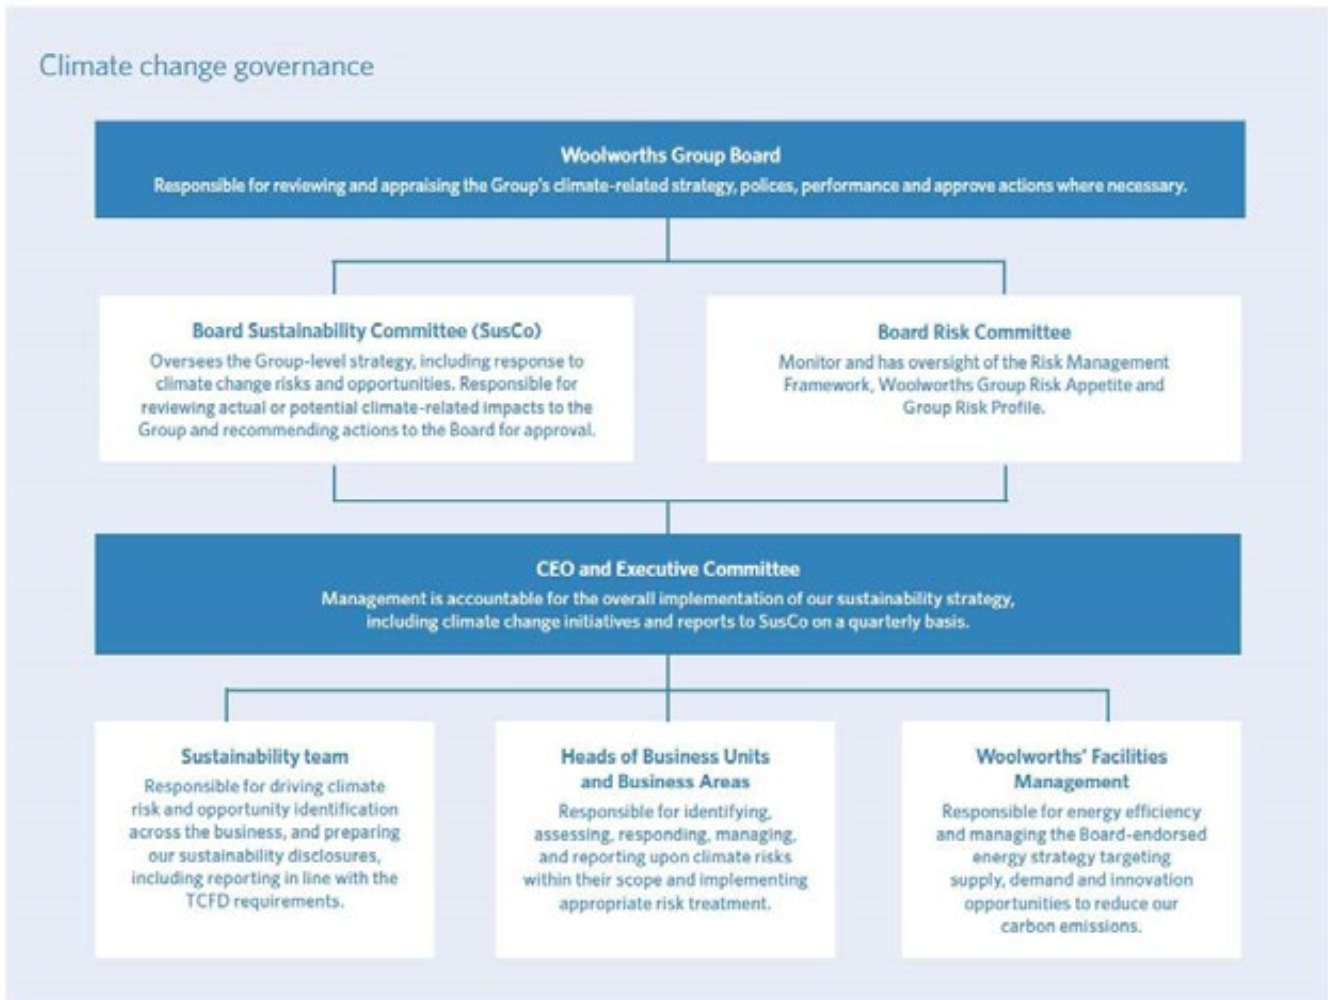 Climate change governance
Woolworths Group Board
Responsible for reviewing and appraising the Group's climate-related strategy, polices, performance and approve actions where necessary.
Board Sustainability Committee (SusCo)
Oversees the Group-level strategy, including response to
climate change risks and opportunities. Responsible for
reviewing actual or potential climate-related impacts to the
Group and recommending actions to the Board for approval.
Board Risk Committee
Monitor and has oversight of the Risk Management
Framework, Woolworths Group Risk Appetite and
Group Risk Profile.
CEO and Executive Committee
Management is accountable for the overall implementation of our sustainability strategy,
including climate change initiatives and reports to SusCo on a quarterly basis.
Sustainability team
Responsible for driving climate
risk and opportunity identification
across the business, and preparing
our sustainability disclosures,
including reporting in line with the
TCFD requirements.
Heads of Business Units
and Business Areas
Responsible for identifying,
assessing, responding, managing,
and reporting upon climate risks
within their scope and implementing
appropriate risk treatment.
Woolworths' Facilities
Management
Responsible for energy efficiency
and managing the Board-endorsed
energy strategy targeting
supply, demand and innovation
opportunities to reduce our
carbon emissions.